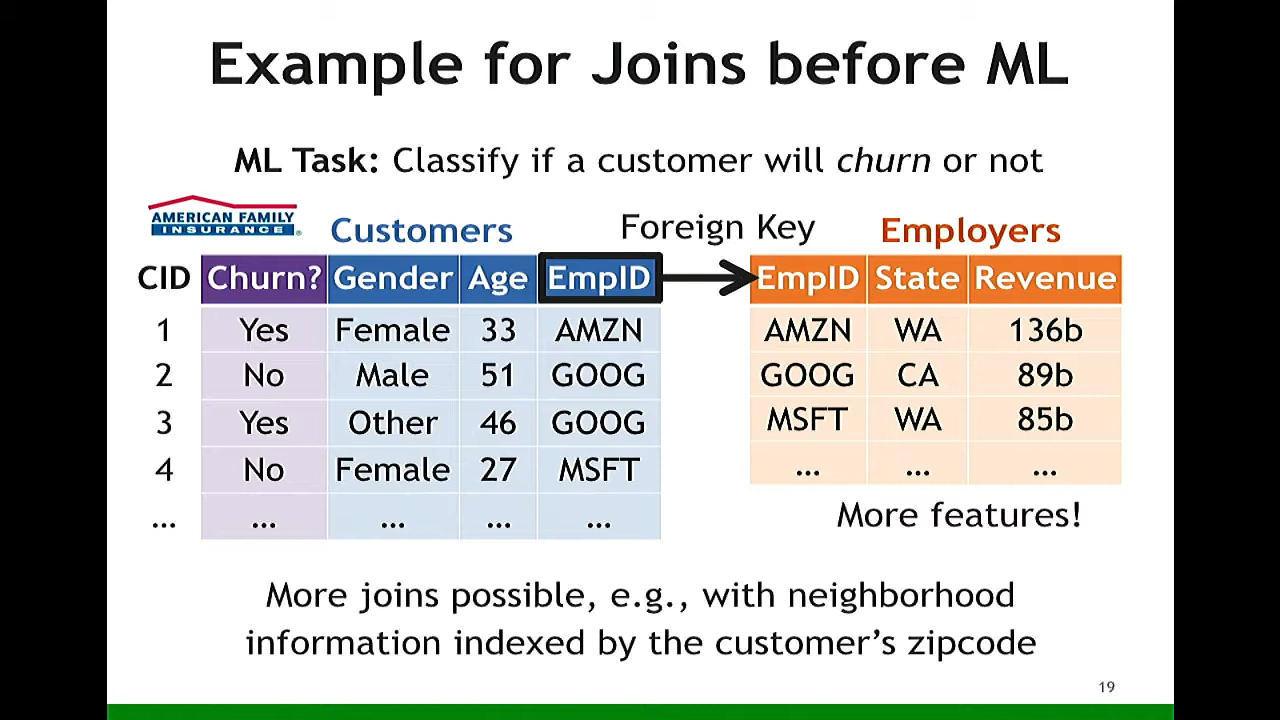 Example for Joins before ML
ML Task: Classify if a customer will churn or not
AMERICAN FAMILY
INSURANCE
Customers
Foreign Key
Employers
CID Churn? Gender Age EmpID
1 Yes Female 33 AMZN
2 No Male 51 GOOG
3 Yes Other 46 GOOG
4 No Female 27 MSFT
... ... ... ... ...
EmpID State Revenue
AMZN WA 136b
GOOG CA 89b
MSFT WA 85b
... ... ...
More features!
More joins possible, e.g., with neighborhood
information indexed by the customer's zipcode
19